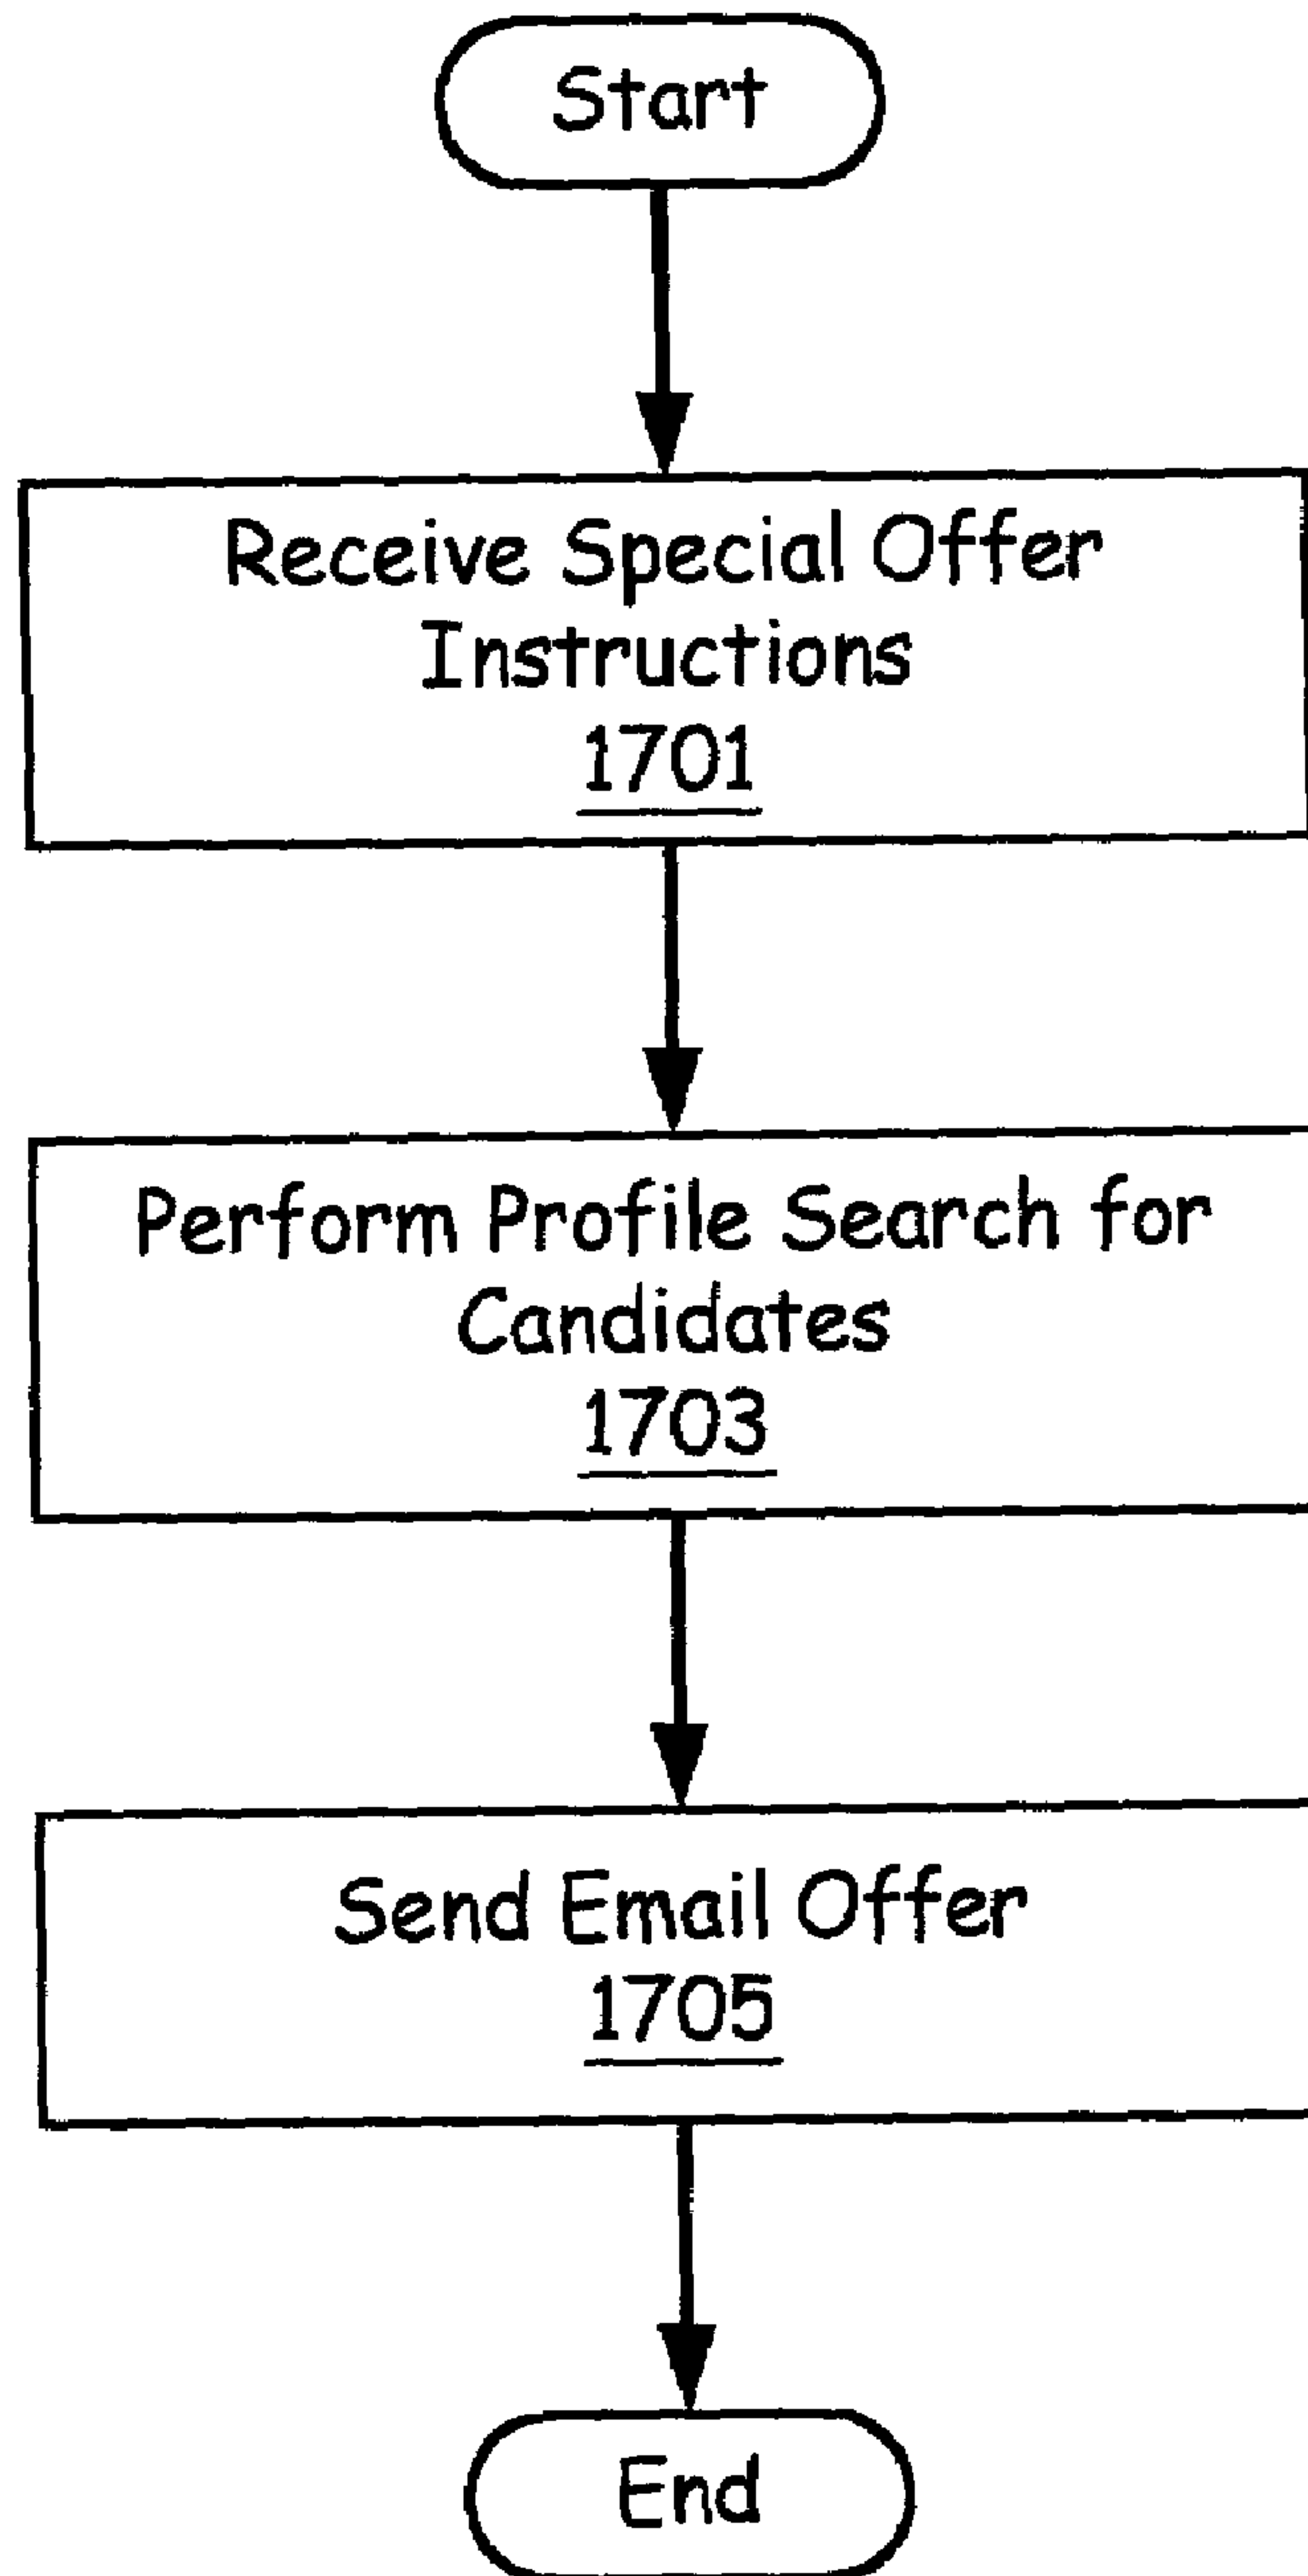 Start
Receive Special Offer
Instructions
1701
Perform Profile Search for
Candidates
1703
Send Email Offer
1705
End